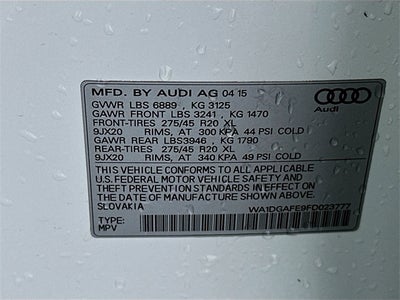 MFD. BY AUDI AG 04 15
GVWR LBS 6889 , KG 3125
GAWR FRONT LBS 3241 , KG 1470
FRONT-TIRES 275/45 R20 XL
9JX20 RIMS, AT 300 KPA 44 PSI COLD
GAWR REAR LBS3946 , KG 1790
REAR-TIRES 275/45 R20 XL
9JX20 RIMS, AT 340 KPA 49 PSI COLD
THIS VEHICLE CONFORMS TO ALL APPLICABLE
U.S. FEDERAL MOTOR VEHICLE SAFETY
STANDARDS IN EFFECT ON
THE DATE OF MANUFACTURE SHOWN ABOVE.
SLOVAKIA
TYPE: MPV
WA1DGAFE9FD023777
Audi